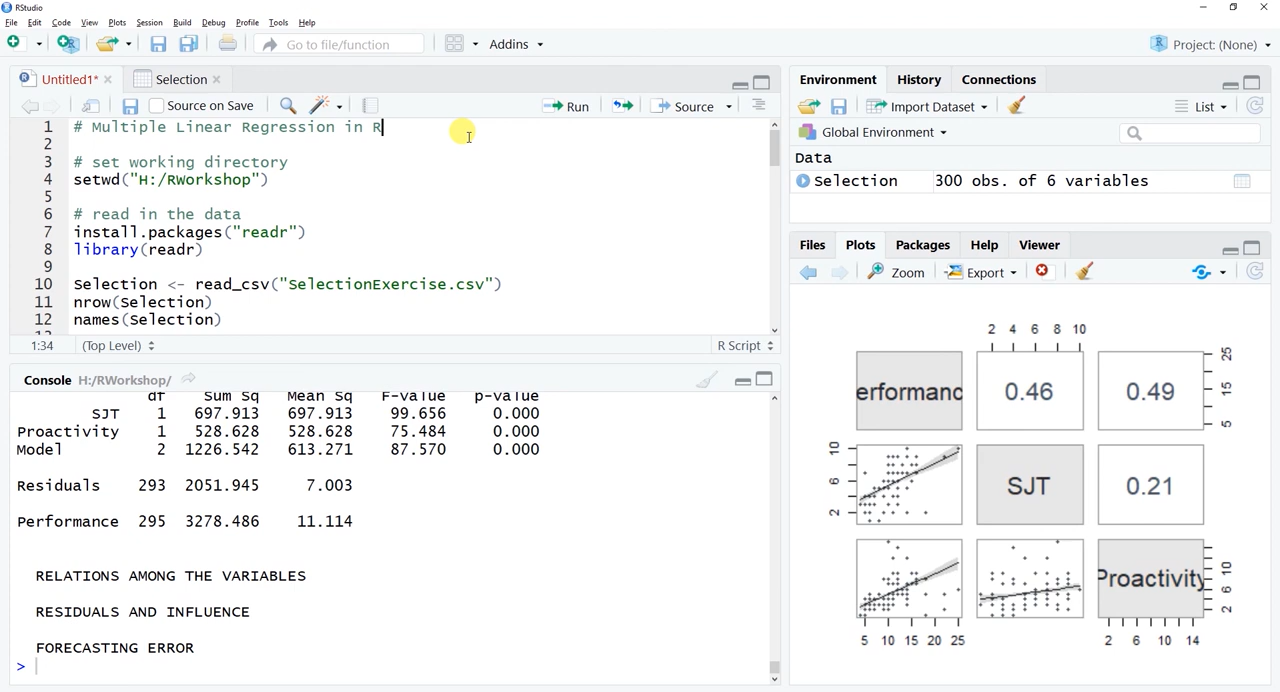 RStudio
File Edit Code View Plots Session Build Debug Profile Tools Help
Go to file/function Addins Project: (None)
Untitled1* Selection
Source on Save Run Source
1 # Multiple Linear Regression in R
2
3 # set working directory
4 setwd("H:/RWorkshop")
5
6 # read in the data
7 install.packages("readr")
8 library(readr)
9
10 Selection <- read_csv("SelectionExercise.csv")
11 nrow(Selection)
12 names(Selection)
1:34 (Top Level) R Script
Console H:/RWorkshop/
df Sum Sq Mean Sq F-value p-value
SJT 1 697.913 697.913 99.656 0.000
Proactivity 1 528.628 528.628 75.484 0.000
Model 2 1226.542 613.271 87.570 0.000
Residuals 293 2051.945 7.003
Performance 295 3278.486 11.114
RELATIONS AMONG THE VARIABLES
RESIDUALS AND INFLUENCE
FORECASTING ERROR
>
Environment History Connections
Import Dataset List
Global Environment
Data
Selection 300 obs. of 6 variables
Files Plots Packages Help Viewer
Zoom Export
2 4 6 8 10
erformanc 0.46 0.49 5 15 25
2 6 10 SJT 0.21
Proactivity 2 6 10
5 10 15 20 25 2 6 10 14